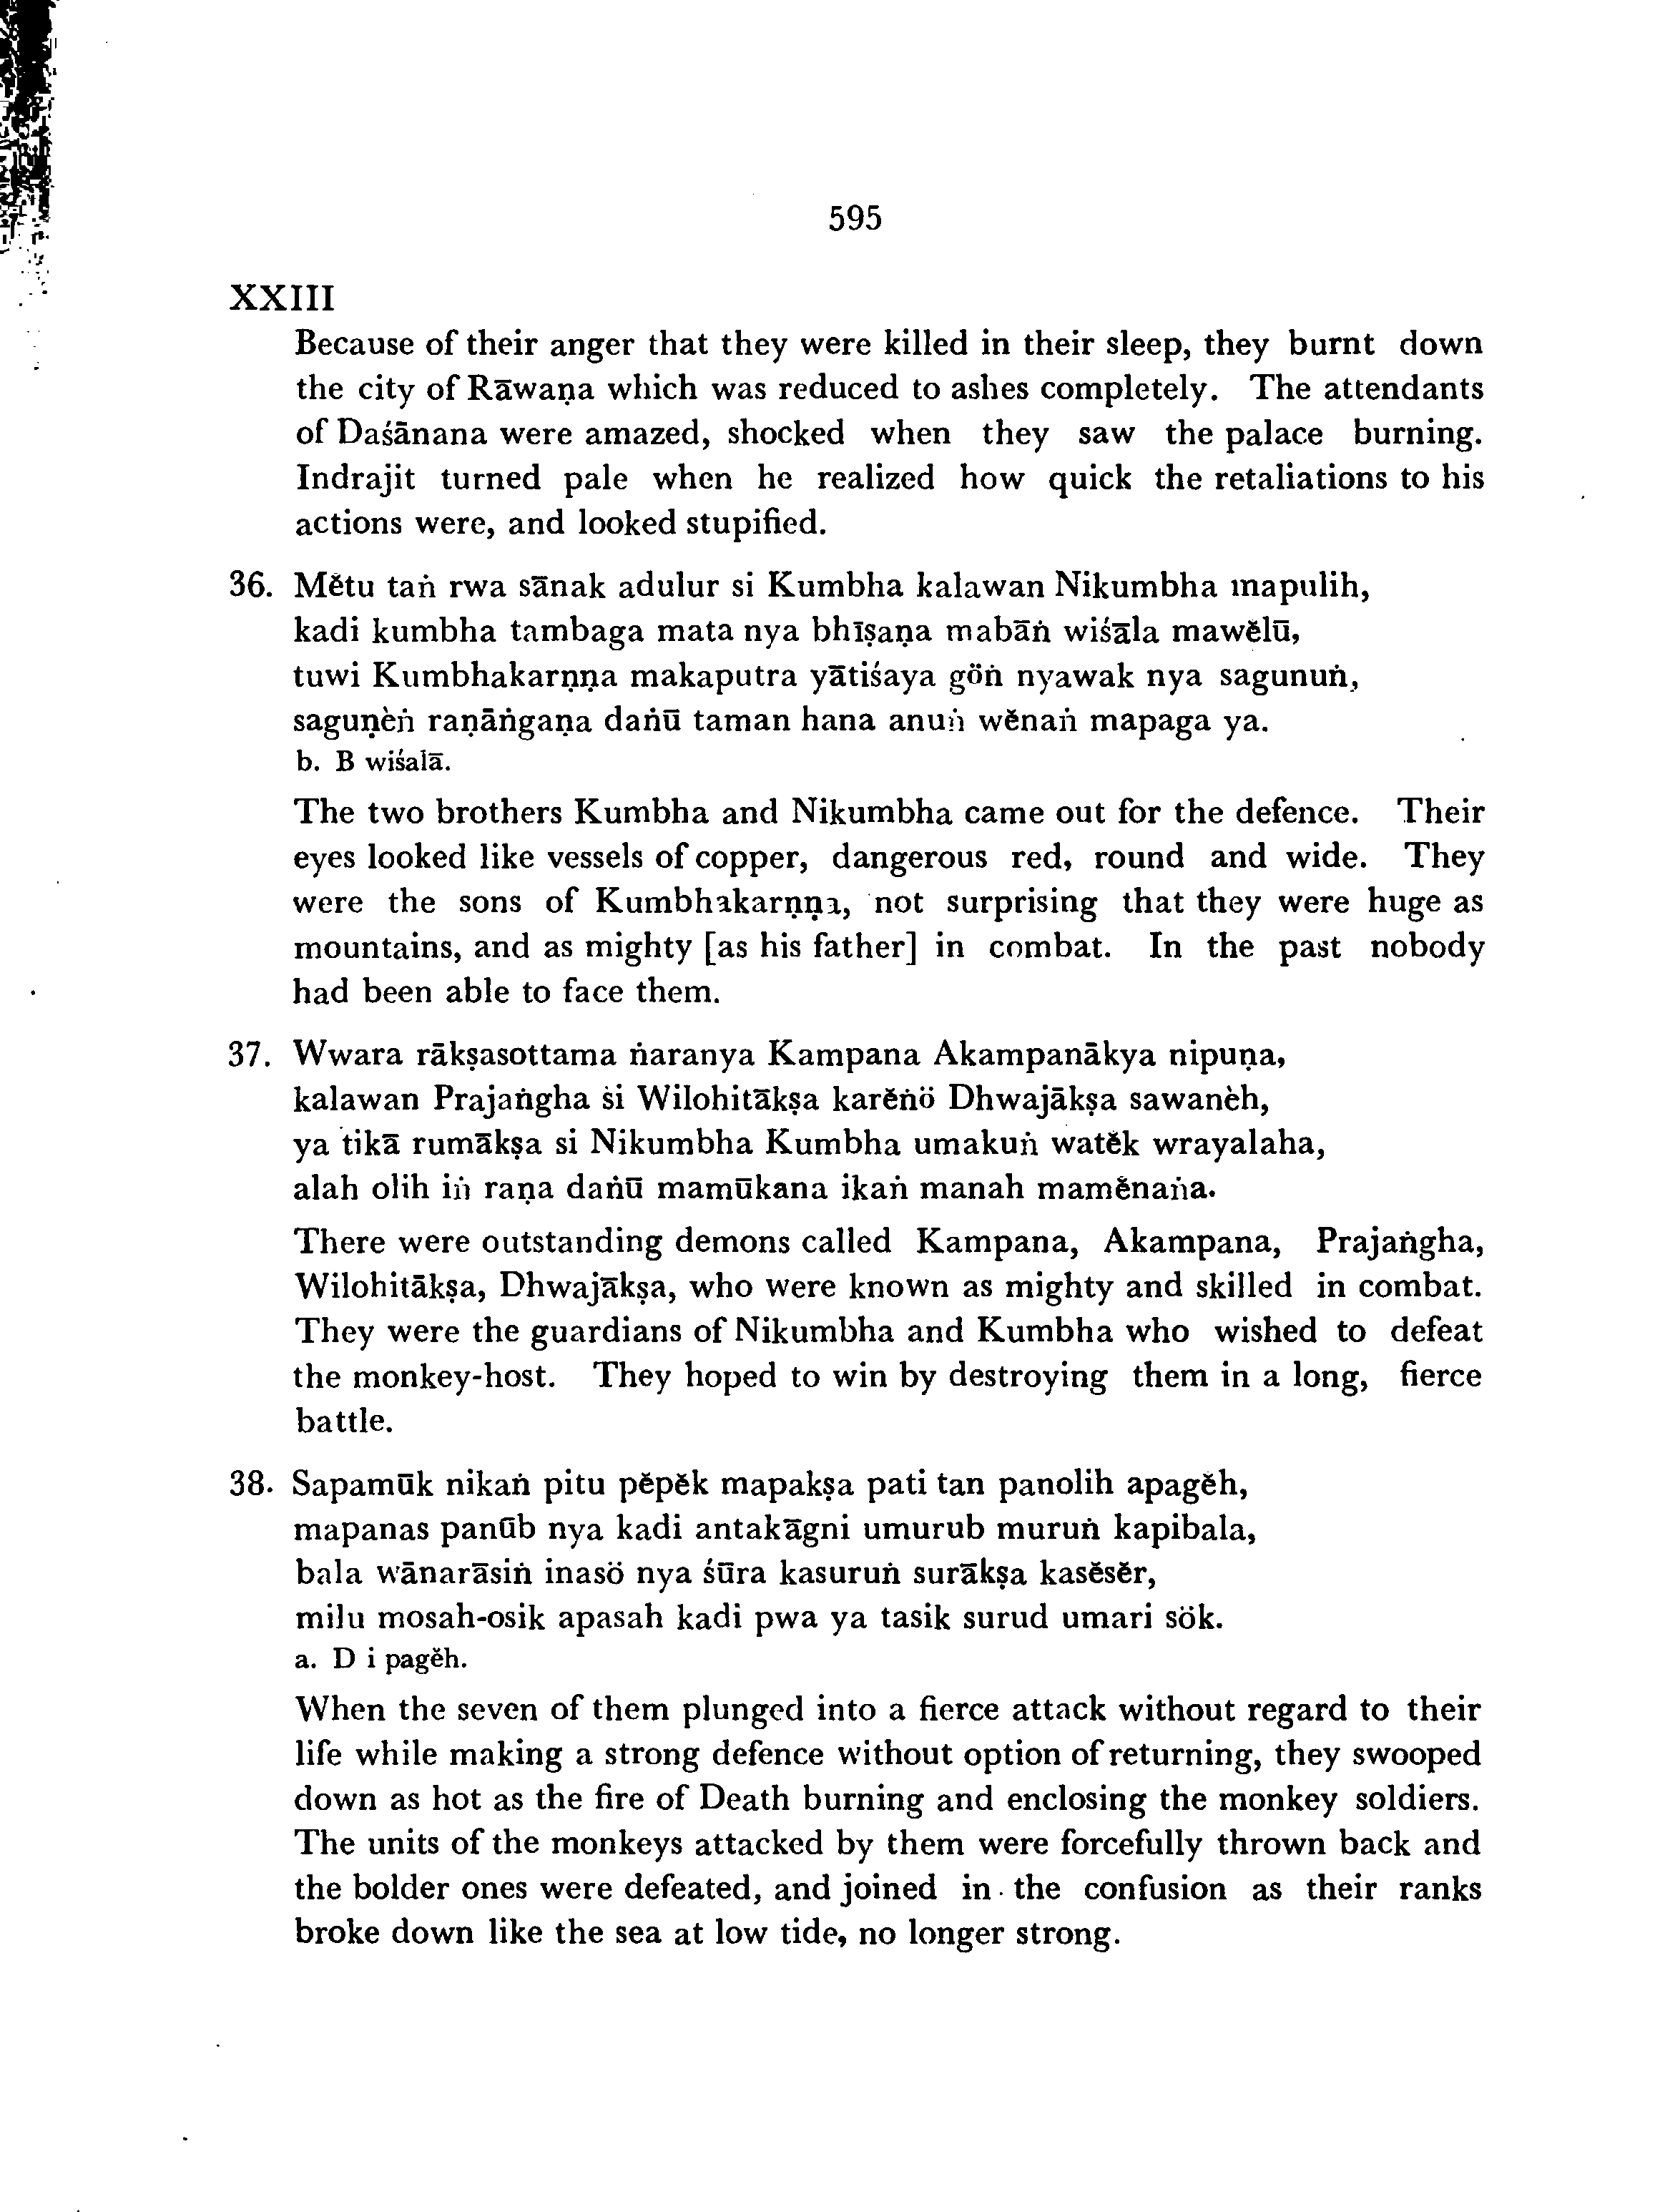 595
XXIII
Because of their anger that they were killed in their sleep, they burnt down
the city of Rāwaṇa which was reduced to ashes completely. The attendants
of Daśānana were amazed, shocked when they saw the palace burning.
Indrajit turned pale when he realized how quick the retaliations to his
actions were, and looked stupified.
36. Mĕtu taṅ rwa sānak adulur si Kumbha kalawan Nikumbha mapulih,
kadi kumbha tambaga mata nya bhīṣaṇa mabāṅ wiśāla mawĕlū,
tuwi Kumbhakarṇṇa makaputra yātiśaya göṅ nyawak nya sagunuṅ,
saguṇèṅ raṇāṅgaṇa daṅū taman hana anuṅ wĕnaṅ mapaga ya.
b. B wiśalā.
The two brothers Kumbha and Nikumbha came out for the defence. Their
eyes looked like vessels of copper, dangerous red, round and wide. They
were the sons of Kumbhakarṇṇa, not surprising that they were huge as
mountains, and as mighty [as his father] in combat. In the past nobody
had been able to face them.
37. Wwara rākṣasottama ṅaranya Kampana Akampanākya nipuṇa,
kalawan Prajaṅgha si Wilohitākṣa karĕṅö Dhwajākṣa sawanèh,
ya tikā rumākṣa si Nikumbha Kumbha umakuṅ watĕk wrayalaha,
alah olih iṅ raṇa daṅū mamūkana ikaṅ manah mamĕnaṅa.
There were outstanding demons called Kampana, Akampana, Prajaṅgha,
Wilohitākṣa, Dhwajākṣa, who were known as mighty and skilled in combat.
They were the guardians of Nikumbha and Kumbha who wished to defeat
the monkey-host. They hoped to win by destroying them in a long, fierce
battle.
38. Sapamūk nikaṅ pitu pĕpĕk mapakṣa pati tan panolih apagĕh,
mapanas panūb nya kadi antakāgni umurub muruṅ kapibala,
bala wānarāsiṅ inasö nya śūra kasuruṅ surākṣa kasĕsĕr,
milu mosah-osik apasah kadi pwa ya tasik surud umari sök.
a. D i pagĕh.
When the seven of them plunged into a fierce attack without regard to their
life while making a strong defence without option of returning, they swooped
down as hot as the fire of Death burning and enclosing the monkey soldiers.
The units of the monkeys attacked by them were forcefully thrown back and
the bolder ones were defeated, and joined in the confusion as their ranks
broke down like the sea at low tide, no longer strong.